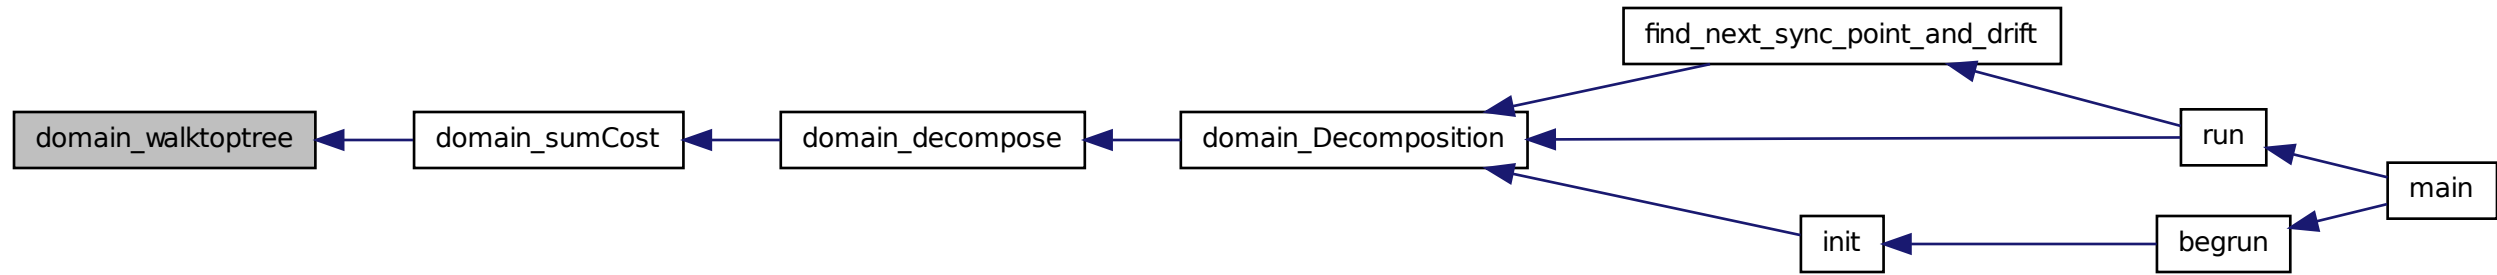 domain_walktoptree
domain_sumCost
domain_decompose
domain_Decomposition
find_next_sync_point_and_drift
run
init
begrun
main